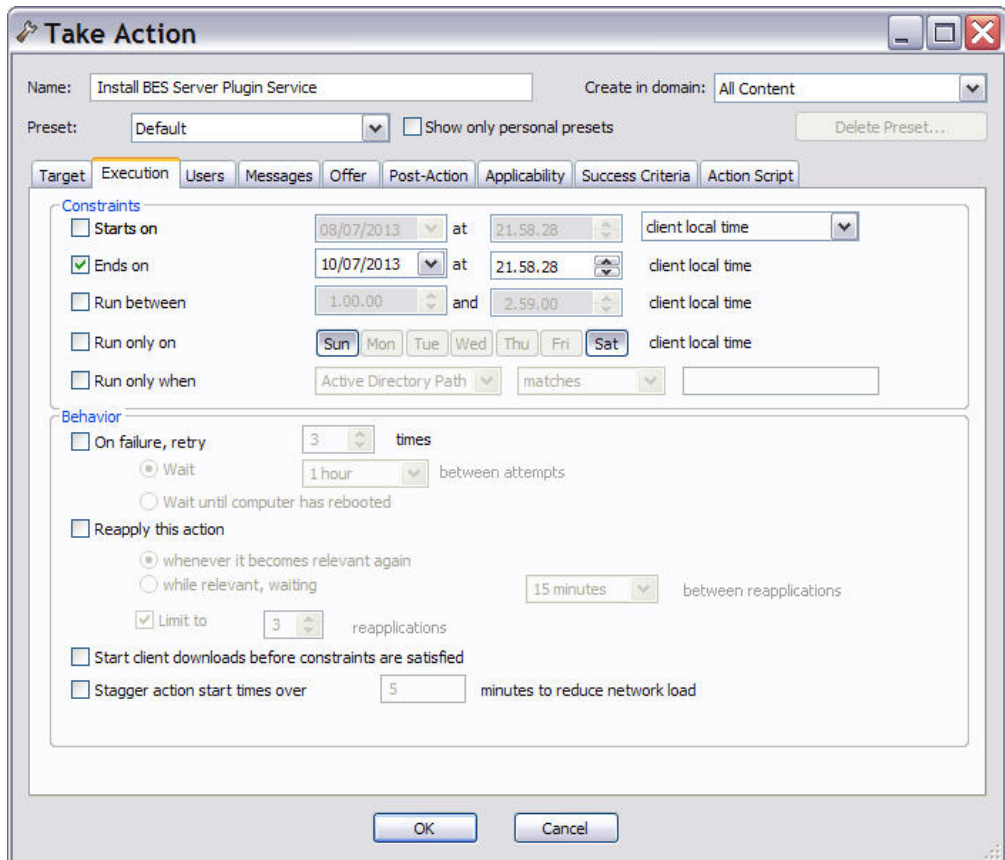 Take Action
Name: Install BES Server Plugin Service Create in domain: All Content
Preset: Default Show only personal presets Delete Preset...
Target Execution Users Messages Offer Post-Action Applicability Success Criteria Action Script
Constraints
Starts on 08/07/2013 at 21.58.28 client local time
Ends on 10/07/2013 at 21.58.28 client local time
Run between 1.00.00 and 2.59.00 client local time
Run only on Sun Mon Tue Wed Thu Fri Sat client local time
Run only when Active Directory Path matches
Behavior
On failure, retry 3 times
Wait 1 hour between attempts
Wait until computer has rebooted
Reapply this action
whenever it becomes relevant again
while relevant, waiting 15 minutes between reapplications
Limit to 3 reapplications
Start client downloads before constraints are satisfied
Stagger action start times over 5 minutes to reduce network load
OK Cancel